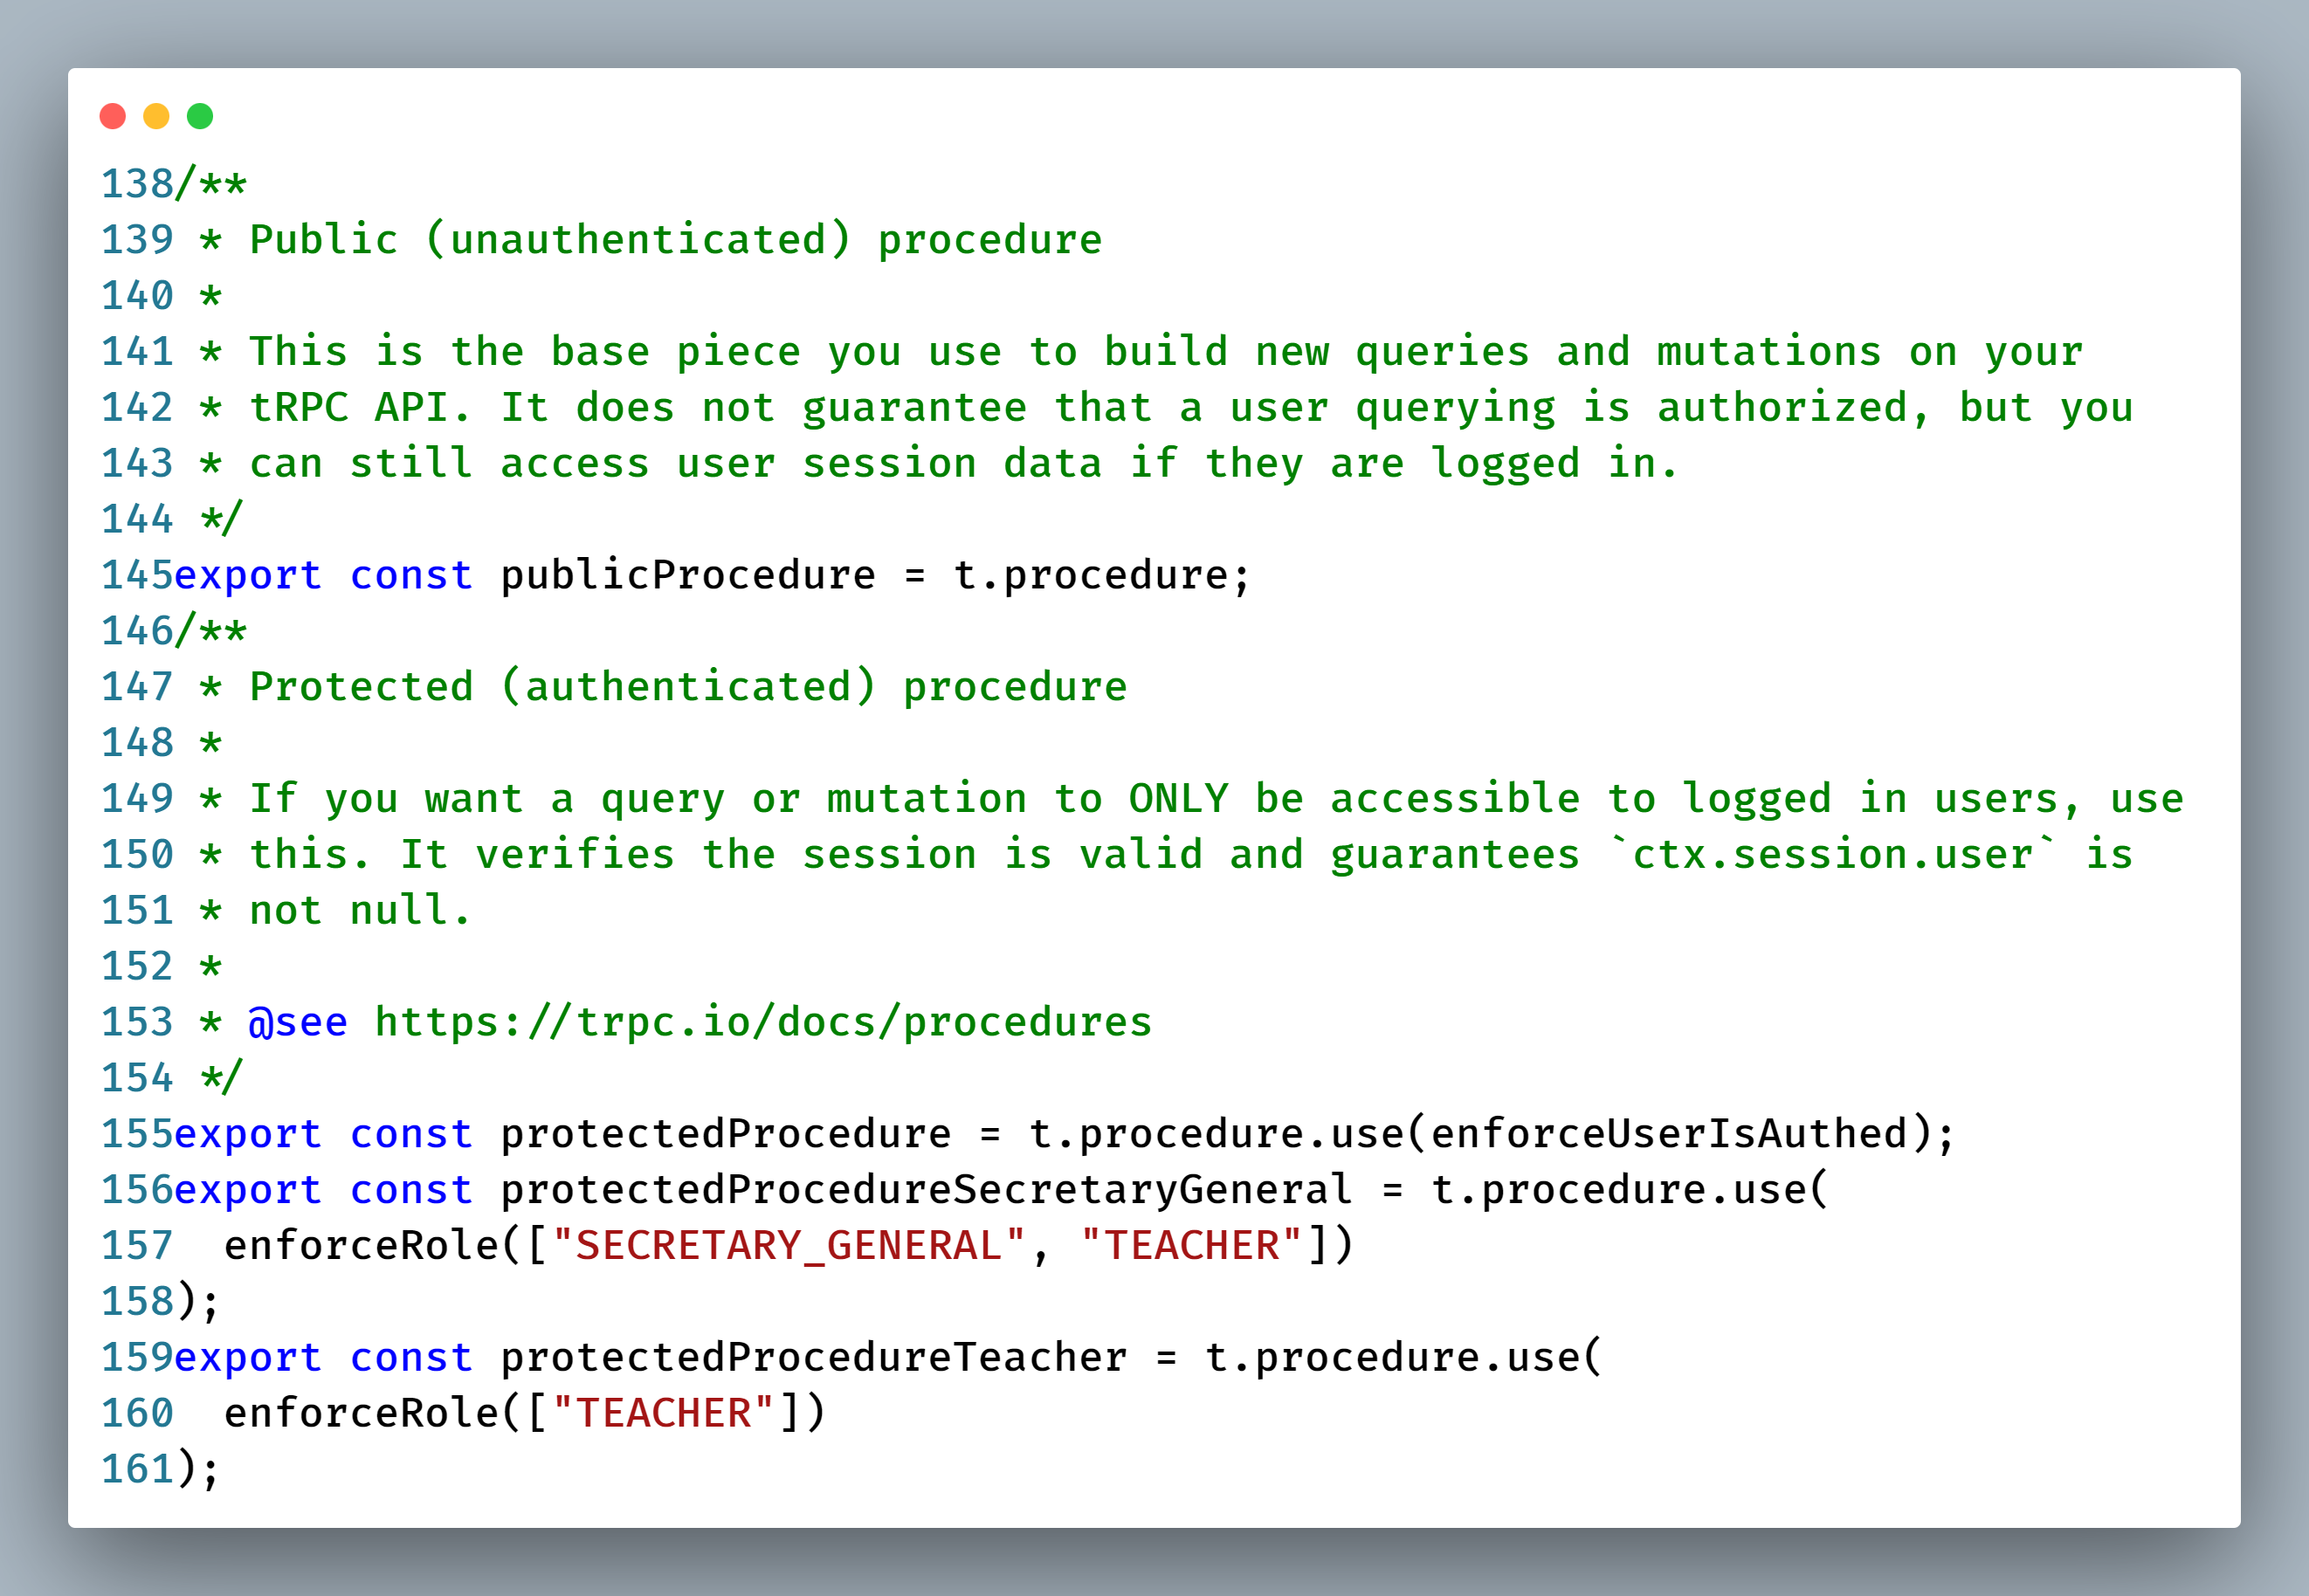 138/**
139 * Public (unauthenticated) procedure
140 *
141 * This is the base piece you use to build new queries and mutations on your
142 * tRPC API. It does not guarantee that a user querying is authorized, but you
143 * can still access user session data if they are logged in.
144 */
145export const publicProcedure = t.procedure;
146/**
147 * Protected (authenticated) procedure
148 *
149 * If you want a query or mutation to ONLY be accessible to logged in users, use
150 * this. It verifies the session is valid and guarantees `ctx.session.user` is
151 * not null.
152 *
153 * @see https://trpc.io/docs/procedures
154 */
155export const protectedProcedure = t.procedure.use(enforceUserIsAuthed);
156export const protectedProcedureSecretaryGeneral = t.procedure.use(
157  enforceRole(["SECRETARY_GENERAL", "TEACHER"])
158);
159export const protectedProcedureTeacher = t.procedure.use(
160  enforceRole(["TEACHER"])
161);